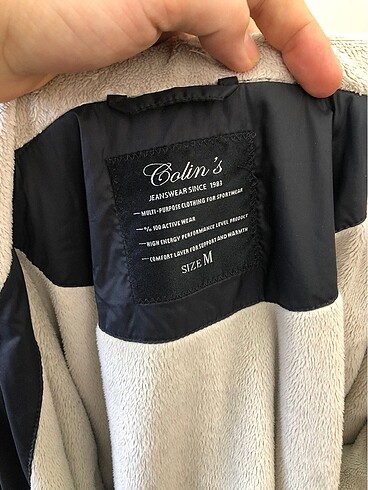 Colin's
JEANSWEAR SINCE 1983
— MULTI-PURPOSE CLOTHING FOR SPORTWEAR
— % 100 ACTIVE WEAR
— HIGH ENERGY PERFORMANCE LEVEL PRODUCT
— COMFORT LAYER FOR SUPPORT AND WARMTH
SIZE M